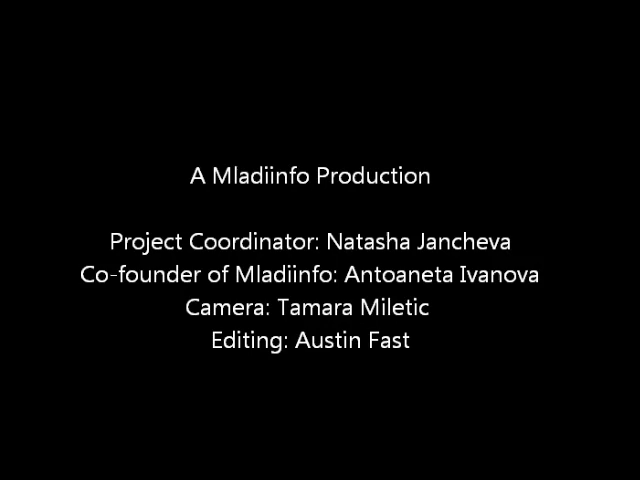 A Mladiinfo Production
Project Coordinator: Natasha Jancheva
Co-founder of Mladiinfo: Antoaneta Ivanova
Camera: Tamara Miletic
Editing: Austin Fast